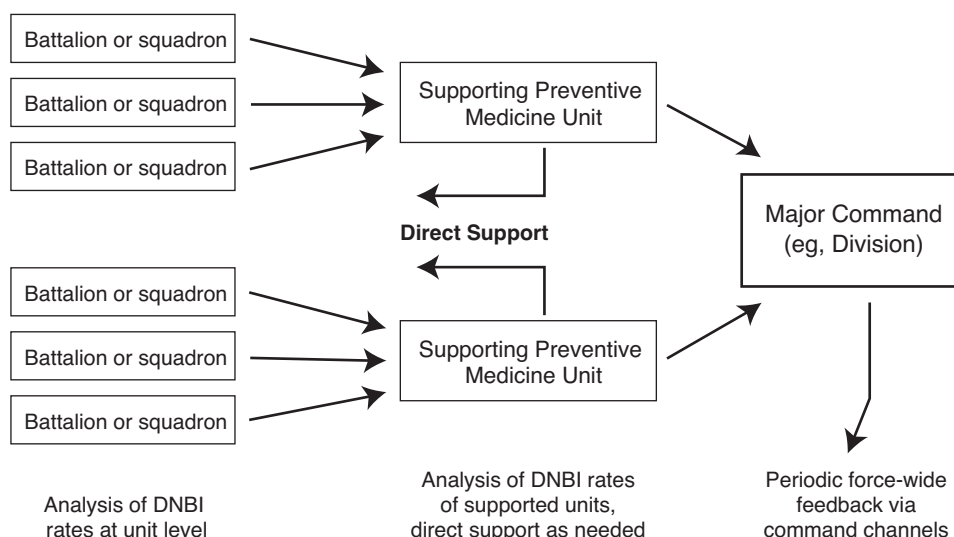 Battalion or squadron
Battalion or squadron
Battalion or squadron
Supporting Preventive
Medicine Unit
Direct Support
Major Command
(eg, Division)
Battalion or squadron
Battalion or squadron
Battalion or squadron
Supporting Preventive
Medicine Unit
Analysis of DNBI
rates at unit level
Analysis of DNBI rates
of supported units,
direct support as needed
Periodic force-wide
feedback via
command channels